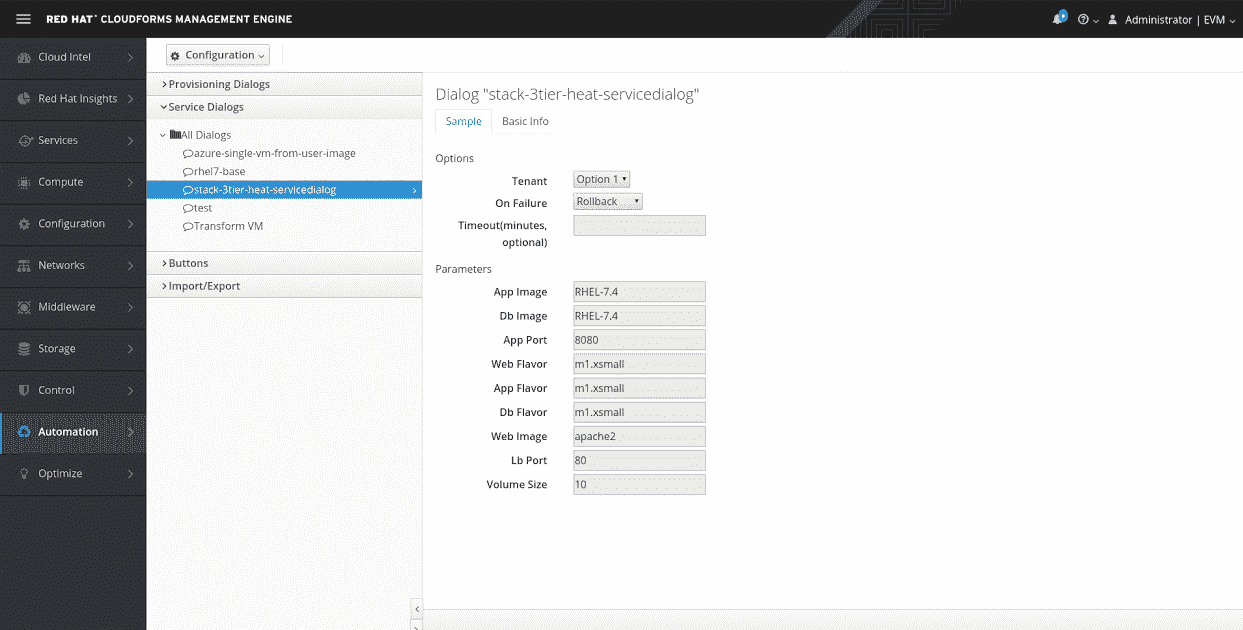 RED HAT® CLOUDFORMS MANAGEMENT ENGINE
Administrator | EVM
Cloud Intel
Red Hat Insights
Services
Compute
Configuration
Networks
Middleware
Storage
Control
Automation
Optimize
Configuration
Provisioning Dialogs
Service Dialogs
All Dialogs
azure-single-vm-from-user-image
rhel7-base
stack-3tier-heat-servicedialog
test
Transform VM
Buttons
Import/Export
Dialog "stack-3tier-heat-servicedialog"
Sample Basic Info
Options
Tenant Option 1
On Failure Rollback
Timeout(minutes,
optional)
Parameters
App Image RHEL-7.4
Db Image RHEL-7.4
App Port 8080
Web Flavor m1.xsmall
App Flavor m1.xsmall
Db Flavor m1.xsmall
Web Image apache2
Lb Port 80
Volume Size 10